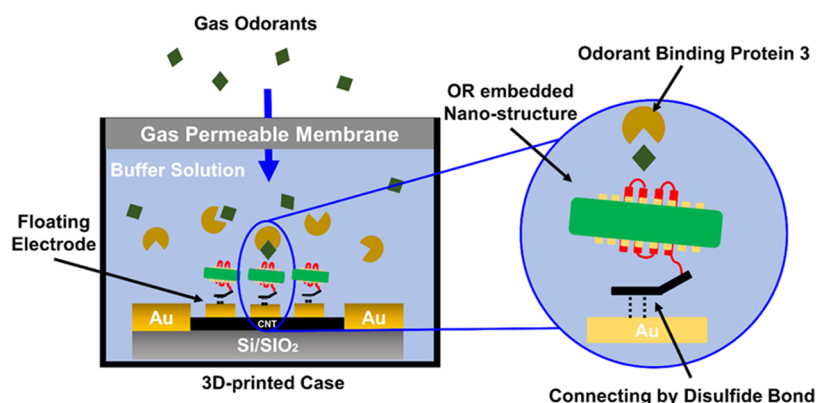 Gas Odorants
Gas Permeable Membrane
Buffer Solution
Floating
Electrode
Au
CNT
Au
Si/SIO₂
3D-printed Case
Odorant Binding Protein 3
OR embedded
Nano-structure
Au
Connecting by Disulfide Bond